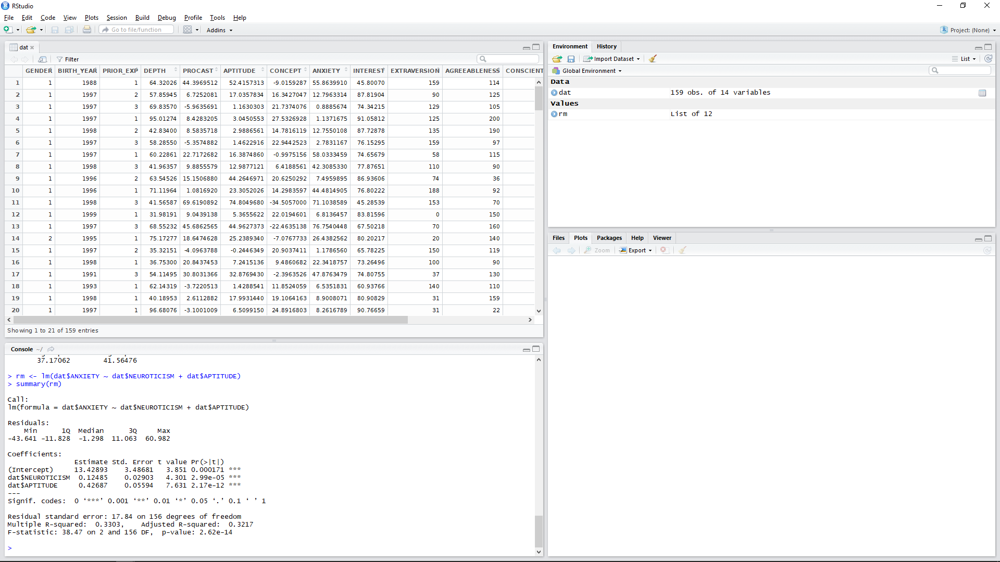 RStudio
File Edit Code View Plots Session Build Debug Profile Tools Help
Go to file/function Addins Project: (None)
dat
Filter
GENDER BIRTH_YEAR PRIOR_EXP DEPTH PROCAST APTITUDE CONCEPT ANXIETY INTEREST EXTRAVERSION AGREEABLENESS CONSCIENT
1 1 1988 1 64.32026 44.3969512 52.4157313 -9.0159287 55.8639910 45.80070 159 114
2 1 1997 2 57.85945 6.7252081 17.0357834 16.3427047 12.7963314 87.81904 90 125
3 1 1997 3 69.83570 -5.9635691 1.1630303 21.7374076 0.8885674 74.34215 129 105
4 1 1997 1 95.01274 8.4283205 3.0450553 27.5326928 1.1371675 91.05812 125 200
5 1 1998 2 42.83400 8.5835718 2.9886561 14.7816119 12.7550108 87.72878 135 190
6 1 1997 3 58.28550 -5.3574882 1.4622916 22.9442523 2.7831167 76.15295 159 97
7 1 1997 1 60.22861 22.7172682 16.3874860 -0.9975156 58.0333459 74.65679 58 115
8 1 1998 3 41.96357 9.8855579 12.9877121 6.4188561 42.3085330 77.87651 110 90
9 1 1996 2 63.54526 15.1506880 44.2646971 20.6250292 7.4959895 86.93606 74 36
10 1 1996 1 71.11964 1.0816920 23.3052026 14.2983597 44.4814905 76.80222 188 92
11 1 1998 3 41.56587 69.6190892 74.8049680 -34.5057000 71.1038589 45.28539 153 70
12 1 1999 1 31.98191 9.0439138 5.3655622 22.0194601 6.8136457 83.81596 0 150
13 1 1997 3 68.55232 45.6862565 44.9627373 -22.4635138 76.7540448 67.50218 70 160
14 2 1995 1 75.17277 18.6474628 25.2389340 -7.0767733 26.4382562 80.20217 20 140
15 1 1997 2 35.32151 -4.0963788 -0.2446349 20.9037411 1.1786560 65.78225 150 119
16 1 1998 1 36.75300 20.8437453 7.2415136 9.4860682 22.3418757 73.26496 100 90
17 1 1991 3 54.11495 30.8031366 32.8769430 -2.3963526 47.8763479 74.80755 37 130
18 1 1993 1 62.14319 -3.7220513 1.4288541 11.8524059 6.5351831 60.93766 140 110
19 1 1998 1 40.18953 2.6112882 17.9931440 19.1064163 8.9008071 80.90829 31 159
20 1 1997 1 96.68076 -3.1001009 6.5099150 24.8916803 8.2616789 90.76659 31 22
Showing 1 to 21 of 159 entries
Console ~/
37.17062 41.56476
> rm <- lm(dat$ANXIETY ~ dat$NEUROTICISM + dat$APTITUDE)
> summary(rm)
Call:
lm(formula = dat$ANXIETY ~ dat$NEUROTICISM + dat$APTITUDE)
Residuals:
Min 1Q Median 3Q Max
-43.641 -11.828 -1.298 11.063 60.982
Coefficients:
Estimate Std. Error t value Pr(>|t|)
(Intercept) 13.42893 3.48681 3.851 0.000171 ***
dat$NEUROTICISM 0.12485 0.02903 4.301 2.99e-05 ***
dat$APTITUDE 0.42687 0.05594 7.631 2.17e-12 ***
---
Signif. codes: 0 ‘***’ 0.001 ‘**’ 0.01 ‘*’ 0.05 ‘.’ 0.1 ‘ ’ 1
Residual standard error: 17.84 on 156 degrees of freedom
Multiple R-squared: 0.3303, Adjusted R-squared: 0.3217
F-statistic: 38.47 on 2 and 156 DF, p-value: 2.62e-14
>
Environment History
Import Dataset List
Global Environment
Data
dat 159 obs. of 14 variables
Values
rm List of 12
Files Plots Packages Help Viewer
Zoom Export